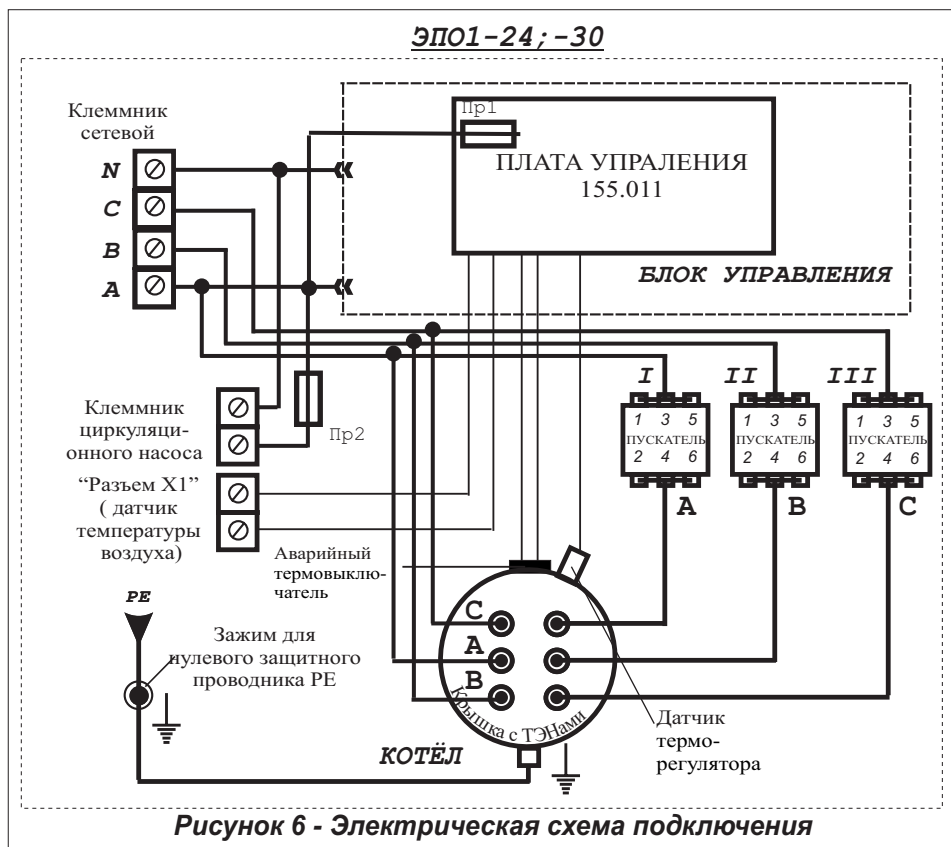 ЭПО1-24;-30
Клеммник
сетевой
N
C
B
A
Пр1
ПЛАТА УПРАЛЕНИЯ
155.011
БЛОК УПРАВЛЕНИЯ
Клеммник
циркуляци-
онного насоса
Пр2
“Разъем X1”
( датчик
температуры
воздуха)
I
II
III
1 3 5
ПУСКАТЕЛЬ
2 4 6
A
1 3 5
ПУСКАТЕЛЬ
2 4 6
B
1 3 5
ПУСКАТЕЛЬ
2 4 6
C
Аварийный
термовыклю-
чатель
PE
Зажим для
нулевого защитного
проводника PE
C
A
B
Крышка с ТЭНами
КОТЁЛ
Датчик
термо-
регулятора
Рисунок 6 - Электрическая схема подключения